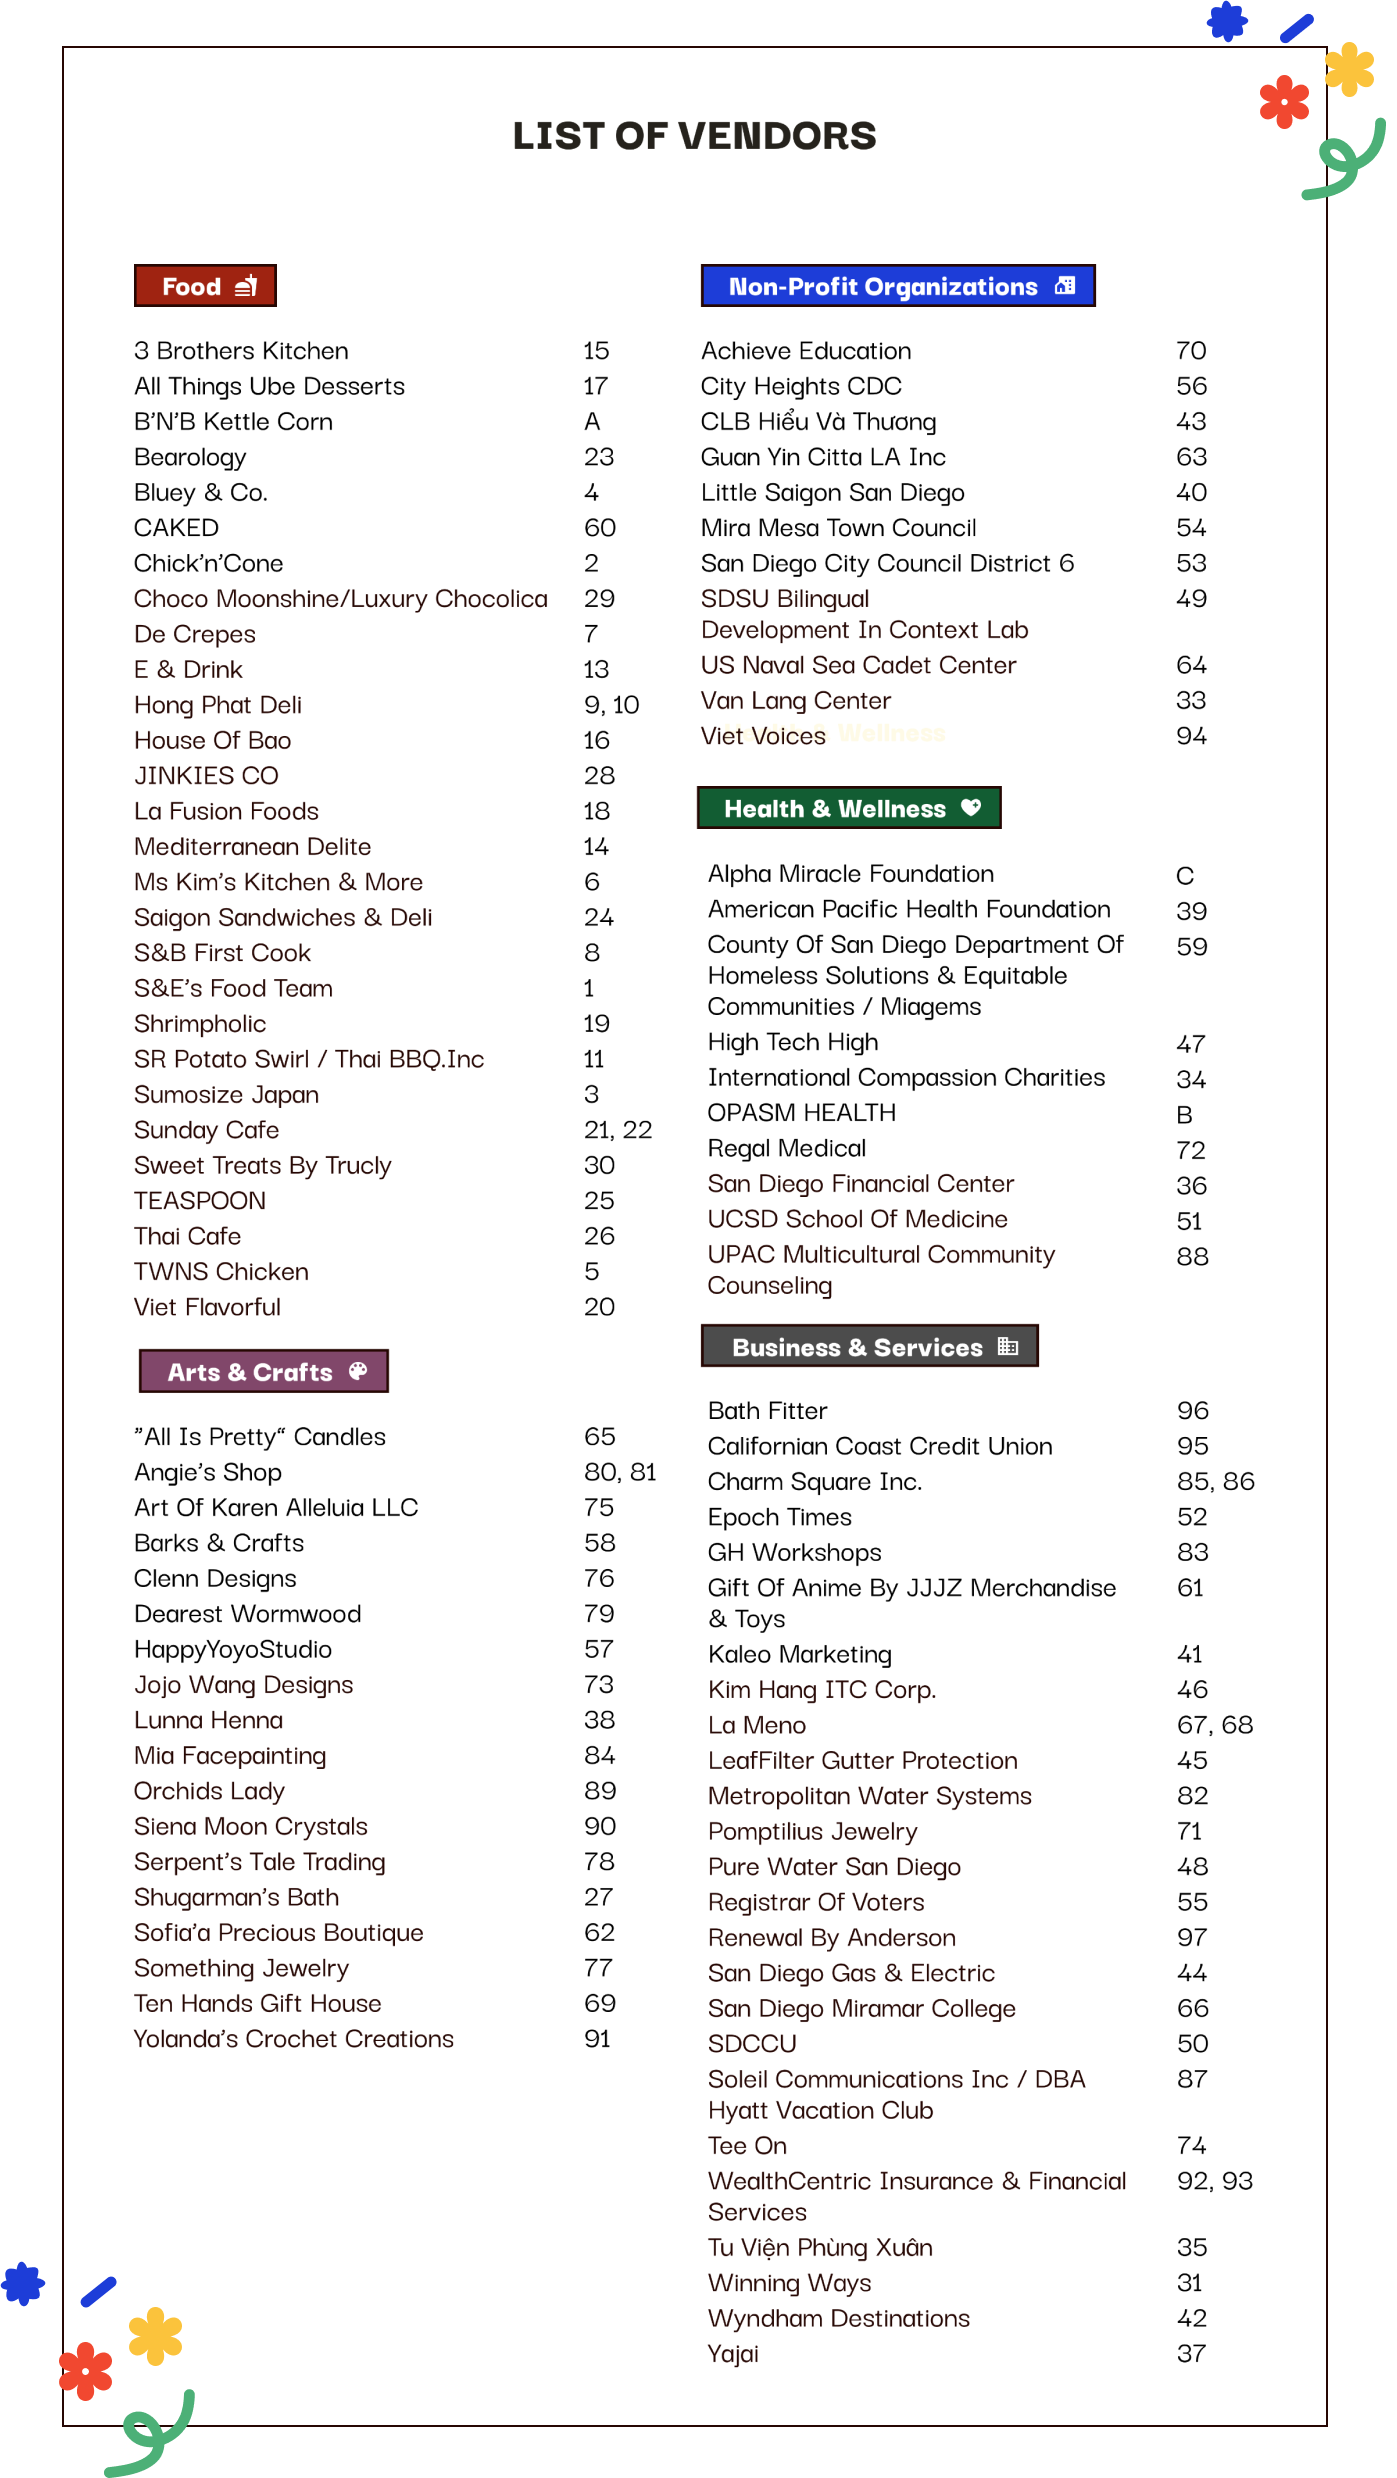 LIST OF VENDORS
Food
3 Brothers Kitchen 15
All Things Ube Desserts 17
B’N’B Kettle Corn A
Bearology 23
Bluey & Co. 4
CAKED 60
Chick’n’Cone 2
Choco Moonshine/Luxury Chocolica 29
De Crepes 7
E & Drink 13
Hong Phat Deli 9, 10
House Of Bao 16
JINKIES CO 28
La Fusion Foods 18
Mediterranean Delite 14
Ms Kim’s Kitchen & More 6
Saigon Sandwiches & Deli 24
S&B First Cook 8
S&E’s Food Team 1
Shrimpholic 19
SR Potato Swirl / Thai BBQ.Inc 11
Sumosize Japan 3
Sunday Cafe 21, 22
Sweet Treats By Trucly 30
TEASPOON 25
Thai Cafe 26
TWNS Chicken 5
Viet Flavorful 20
Arts & Crafts
”All Is Pretty“ Candles 65
Angie’s Shop 80, 81
Art Of Karen Alleluia LLC 75
Barks & Crafts 58
Clenn Designs 76
Dearest Wormwood 79
HappyYoyoStudio 57
Jojo Wang Designs 73
Lunna Henna 38
Mia Facepainting 84
Orchids Lady 89
Siena Moon Crystals 90
Serpent’s Tale Trading 78
Shugarman’s Bath 27
Sofia’a Precious Boutique 62
Something Jewelry 77
Ten Hands Gift House 69
Yolanda’s Crochet Creations 91
Non-Profit Organizations
Achieve Education 70
City Heights CDC 56
CLB Hiểu Và Thương 43
Guan Yin Citta LA Inc 63
Little Saigon San Diego 40
Mira Mesa Town Council 54
San Diego City Council District 6 53
SDSU Bilingual 49
Development In Context Lab
US Naval Sea Cadet Center 64
Van Lang Center 33
Viet Voices 94
& Wellness
Health & Wellness
Alpha Miracle Foundation C
American Pacific Health Foundation 39
County Of San Diego Department Of 59
Homeless Solutions & Equitable
Communities / Miagems
High Tech High 47
International Compassion Charities 34
OPASM HEALTH B
Regal Medical 72
San Diego Financial Center 36
UCSD School Of Medicine 51
UPAC Multicultural Community 88
Counseling
Business & Services
Bath Fitter 96
Californian Coast Credit Union 95
Charm Square Inc. 85, 86
Epoch Times 52
GH Workshops 83
Gift Of Anime By JJJZ Merchandise 61
& Toys
Kaleo Marketing 41
Kim Hang ITC Corp. 46
La Meno 67, 68
LeafFilter Gutter Protection 45
Metropolitan Water Systems 82
Pomptilius Jewelry 71
Pure Water San Diego 48
Registrar Of Voters 55
Renewal By Anderson 97
San Diego Gas & Electric 44
San Diego Miramar College 66
SDCCU 50
Soleil Communications Inc / DBA 87
Hyatt Vacation Club
Tee On 74
WealthCentric Insurance & Financial 92, 93
Services
Tu Viện Phùng Xuân 35
Winning Ways 31
Wyndham Destinations 42
Yajai 37